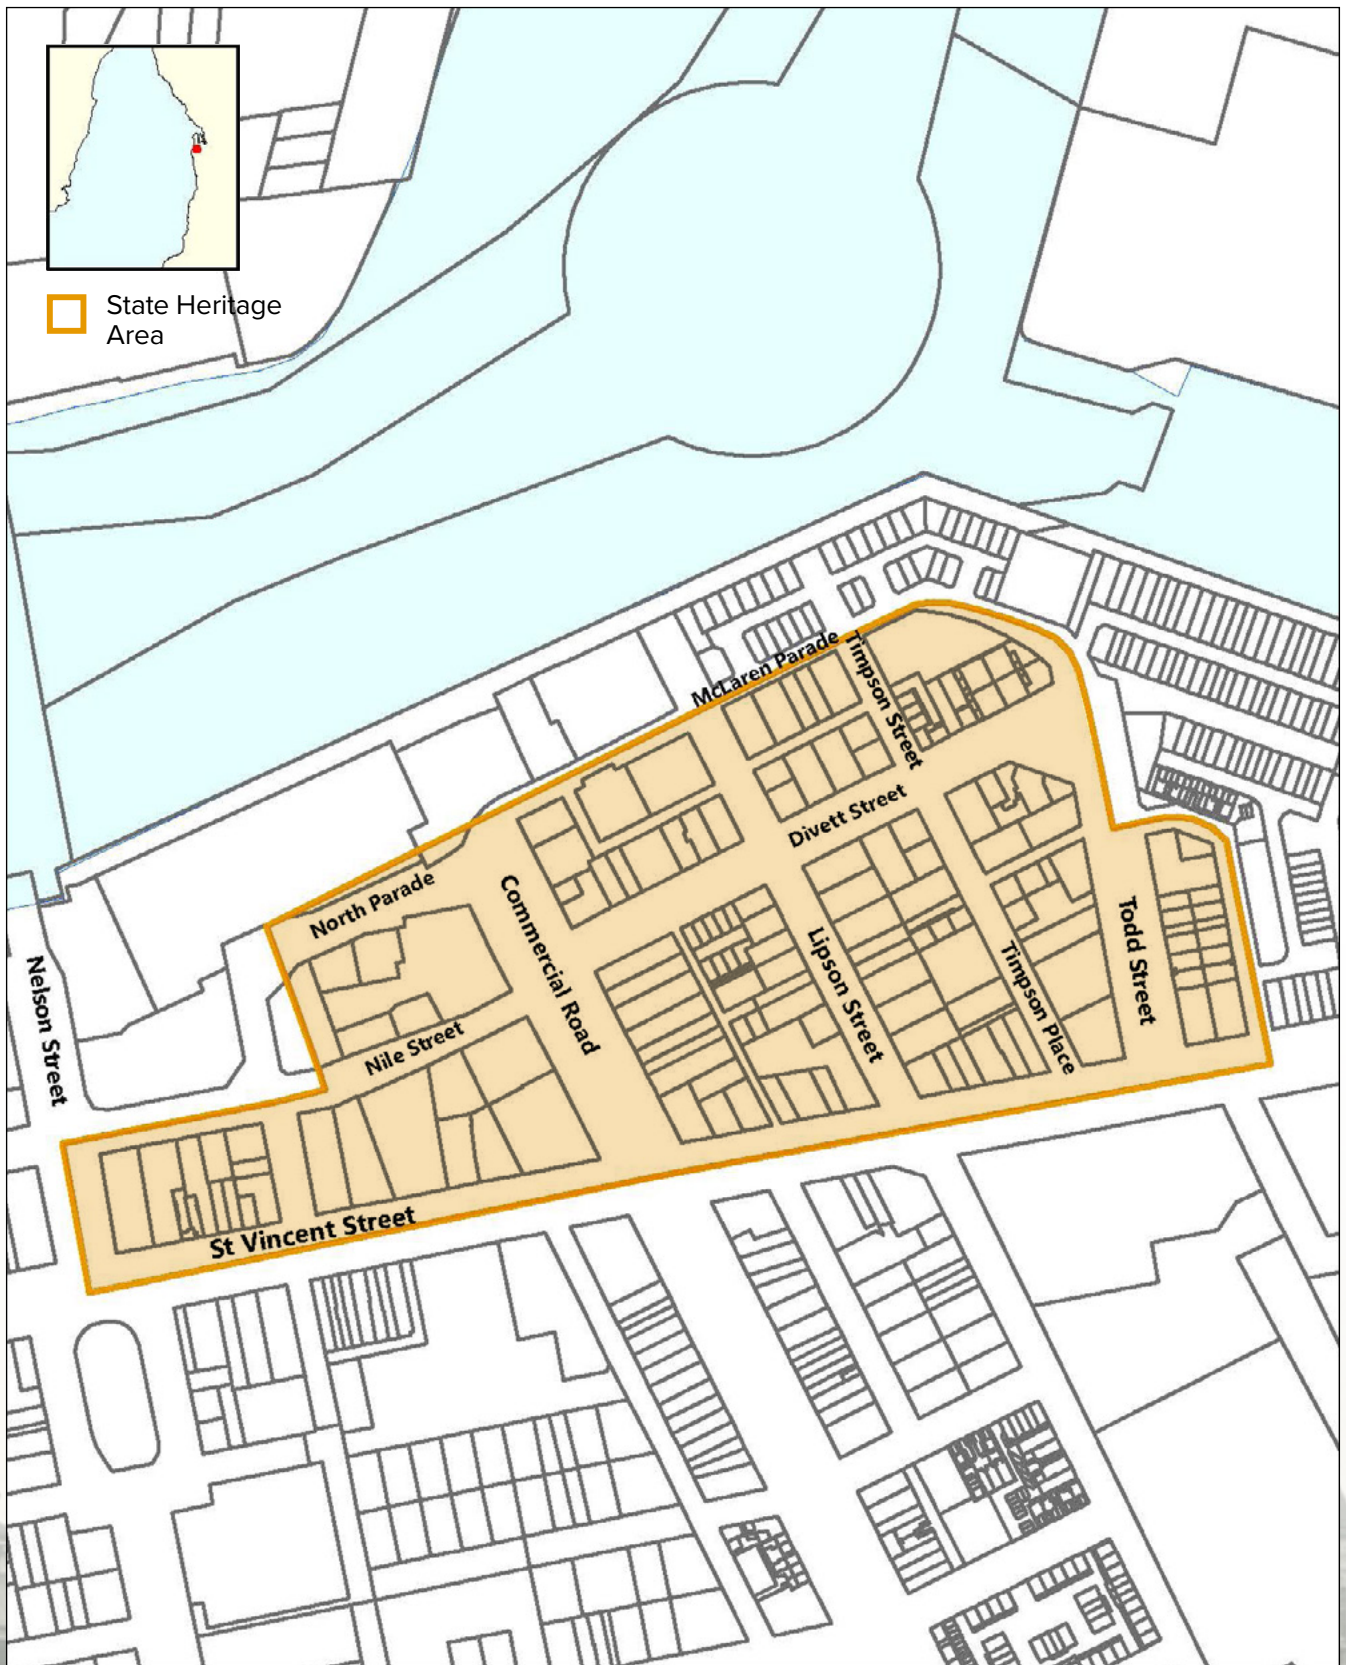 State Heritage
Area
McLaren Parade
Timpson Street
Divett Street
North Parade
Commercial Road
Nile Street
Lipson Street
Timpson Place
Todd Street
Nelson Street
St Vincent Street